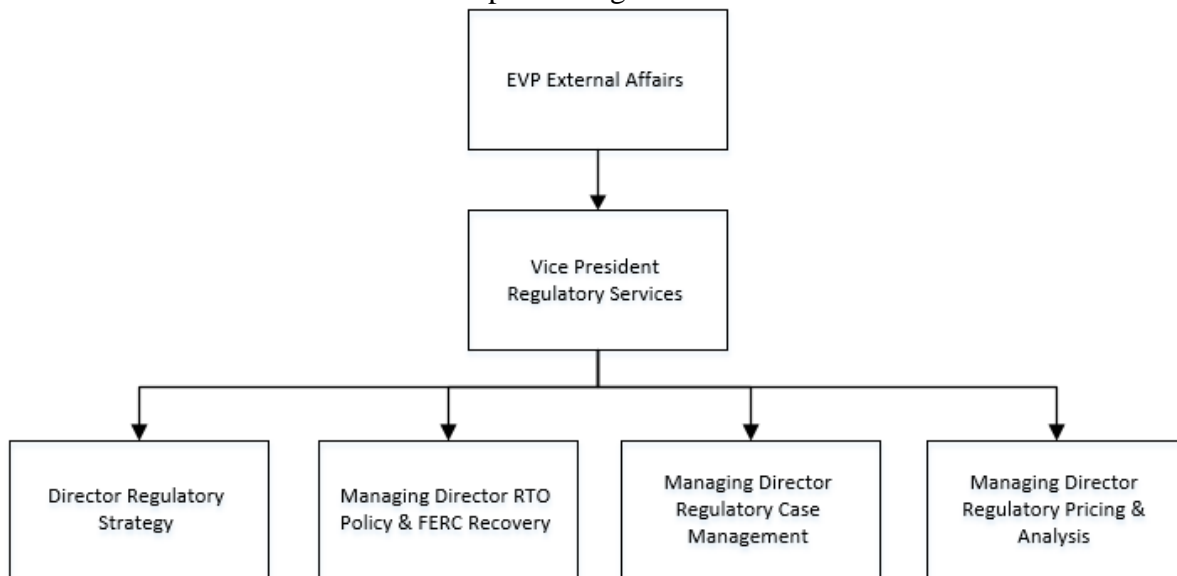 EVP External Affairs
Vice President
Regulatory Services
Director Regulatory
Strategy
Managing Director RTO
Policy & FERC Recovery
Managing Director
Regulatory Case
Management
Managing Director
Regulatory Pricing &
Analysis